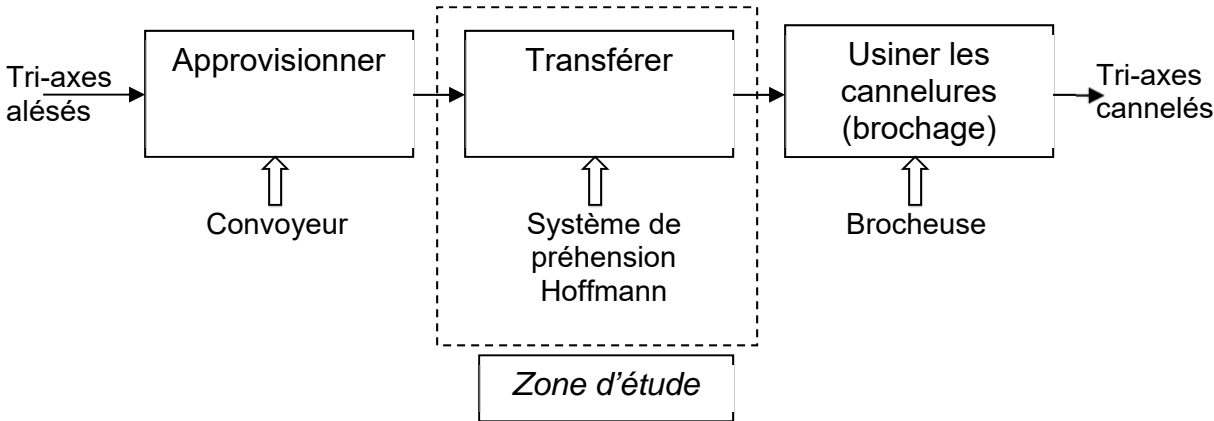 Tri-axes
alésés
Approvisionner
Convoyeur
Transférer
Système de
préhension
Hoffmann
Usiner les
cannelures
(brochage)
Brocheuse
Tri-axes
cannelés
Zone d'étude